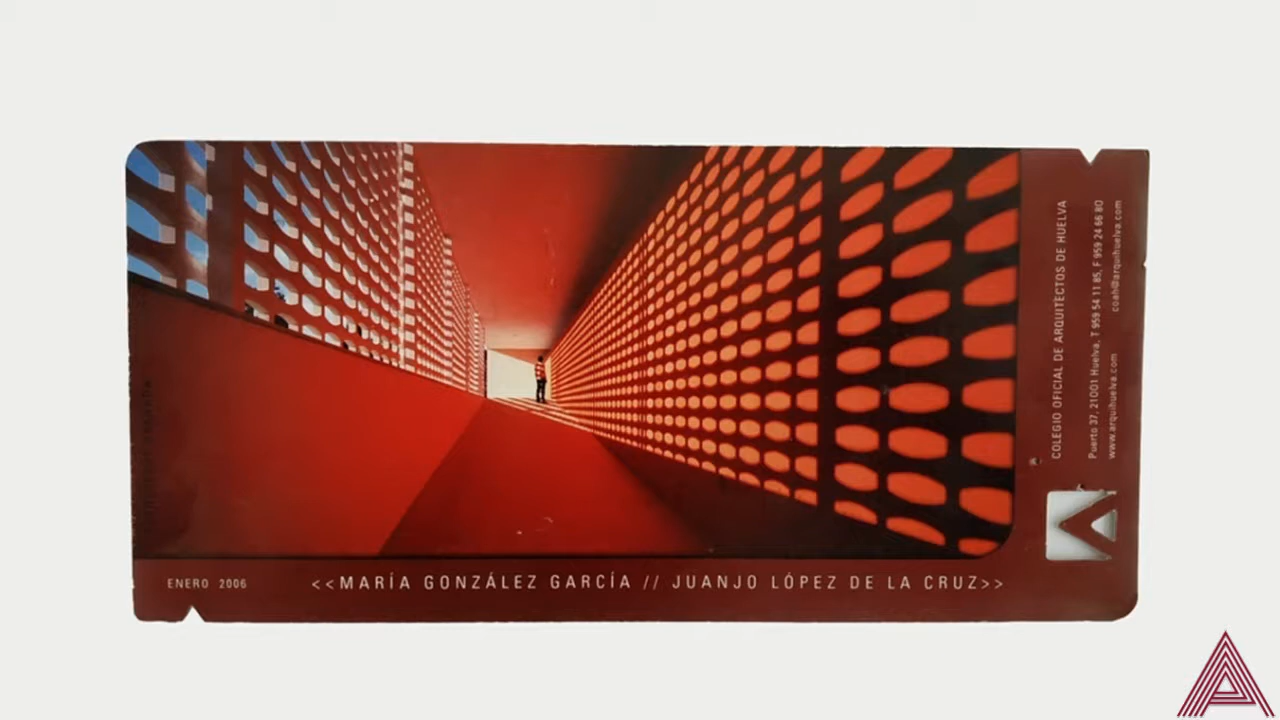 COLEGIO OFICIAL DE ARQUITECTOS DE HUELVA
Puerto 37, 21001 Huelva, T 959 54 11 85, F 959 24 66 80
www.arquihuelva.com coah@arquihuelva.com
ENERO 2006
<<MARÍA GONZÁLEZ GARCÍA // JUANJO LÓPEZ DE LA CRUZ>>